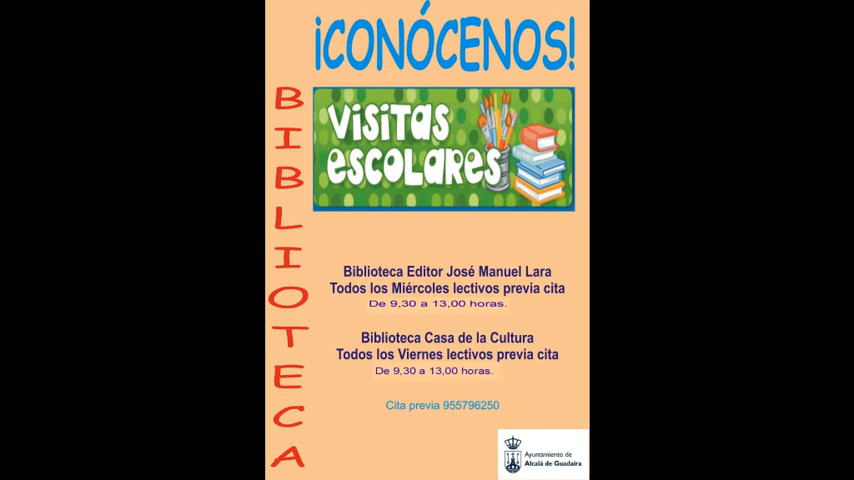 ¡CONÓCENOS!
BIBLIOTECA
VISITAS
ESCOLARES
Biblioteca Editor José Manuel Lara
Todos los Miércoles lectivos previa cita
De 9,30 a 13,00 horas.
Biblioteca Casa de la Cultura
Todos los Viernes lectivos previa cita
De 9,30 a 13,00 horas.
Cita previa 955796250
Ayuntamiento de
Alcalá de Guadaíra